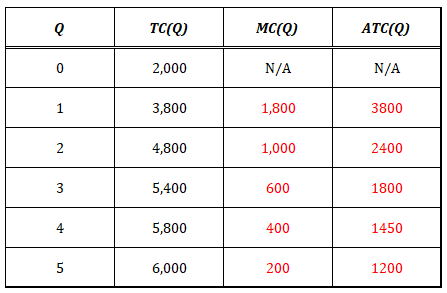 Q TC(Q) MC(Q) ATC(Q)
0 2,000 N/A N/A
1 3,800 1,800 3800
2 4,800 1,000 2400
3 5,400 600 1800
4 5,800 400 1450
5 6,000 200 1200